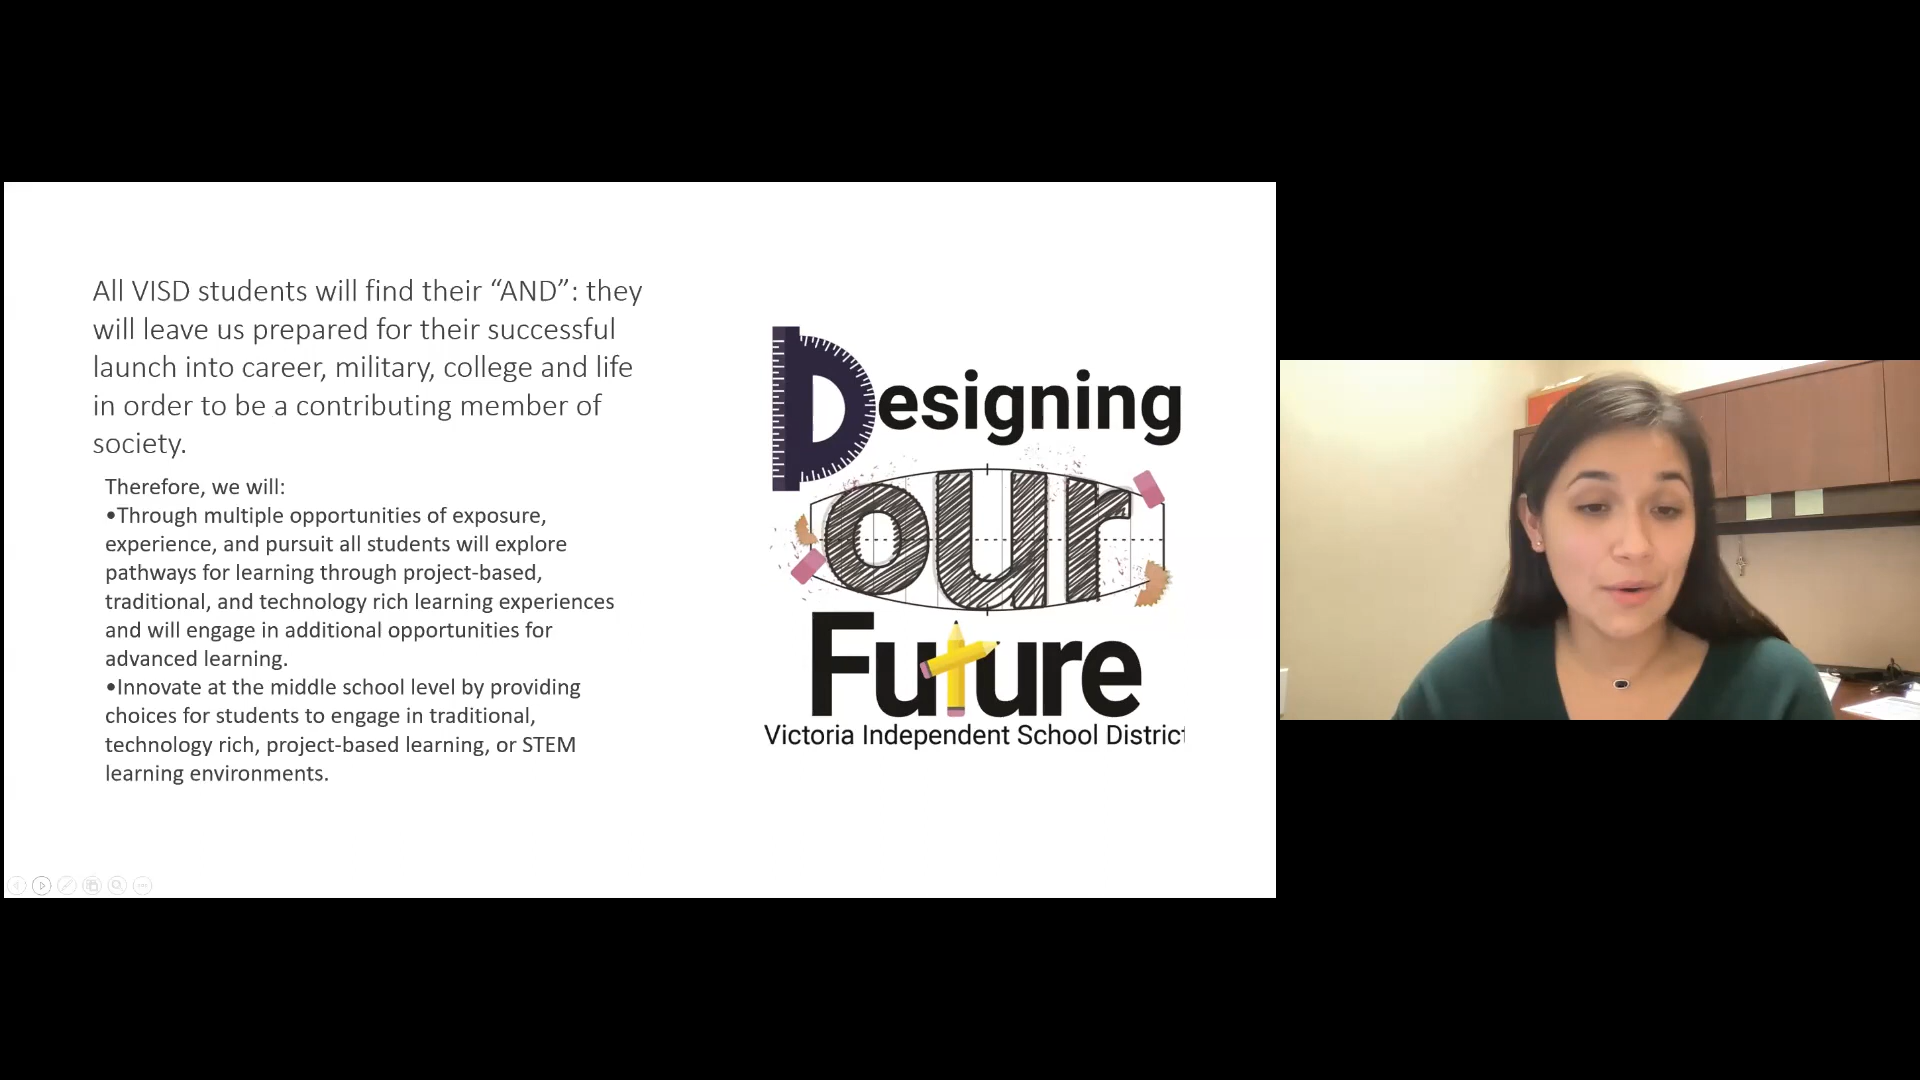 All VISD students will find their “AND”: they
will leave us prepared for their successful
launch into career, military, college and life
in order to be a contributing member of
society.
Therefore, we will:
•Through multiple opportunities of exposure,
experience, and pursuit all students will explore
pathways for learning through project-based,
traditional, and technology rich learning experiences
and will engage in additional opportunities for
advanced learning.
•Innovate at the middle school level by providing
choices for students to engage in traditional,
technology rich, project-based learning, or STEM
learning environments.
Designing
our
Future
Victoria Independent School District